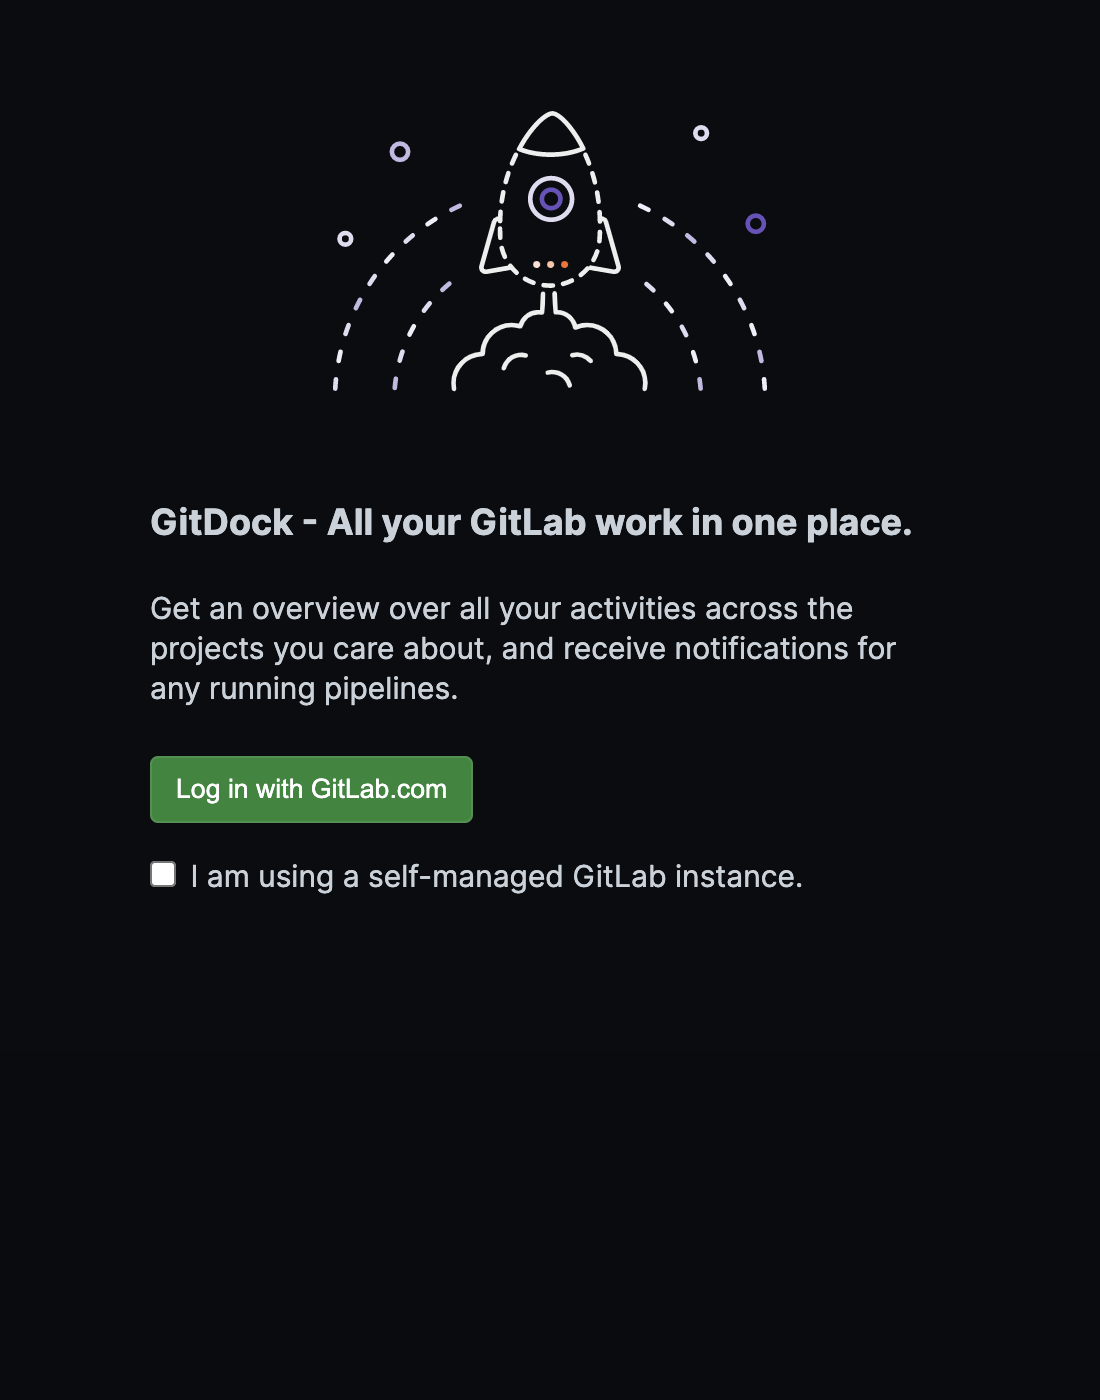 GitDock - All your GitLab work in one place.
Get an overview over all your activities across the
projects you care about, and receive notifications for
any running pipelines.
Log in with GitLab.com
I am using a self-managed GitLab instance.